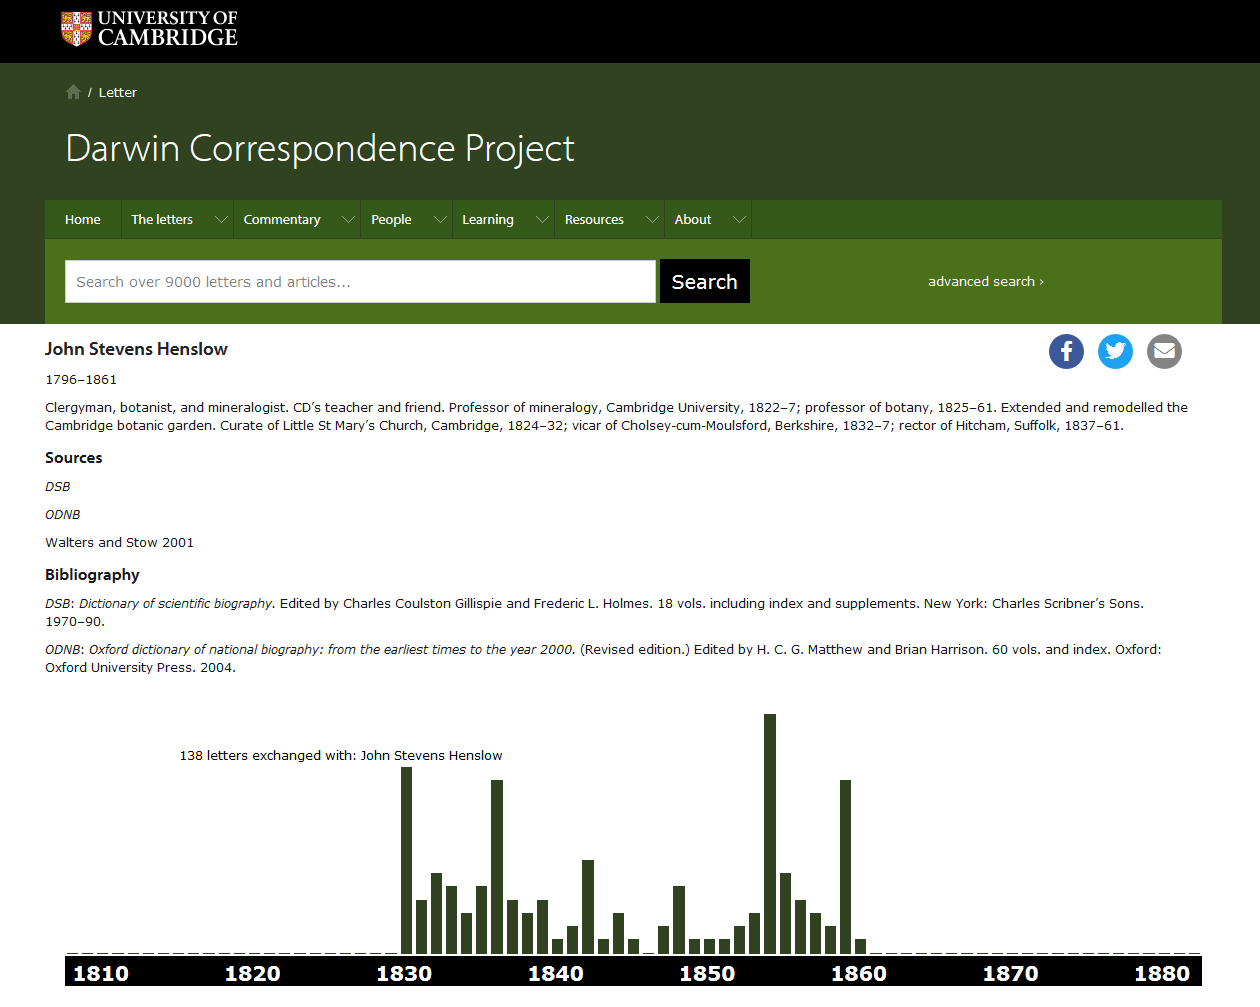 UNIVERSITY OF
CAMBRIDGE
/ Letter
Darwin Correspondence Project
Home The letters Commentary People Learning Resources About
Search over 9000 letters and articles... Search advanced search ›
John Stevens Henslow
1796–1861
Clergyman, botanist, and mineralogist. CD’s teacher and friend. Professor of mineralogy, Cambridge University, 1822–7; professor of botany, 1825–61. Extended and remodelled the
Cambridge botanic garden. Curate of Little St Mary’s Church, Cambridge, 1824–32; vicar of Cholsey-cum-Moulsford, Berkshire, 1832–7; rector of Hitcham, Suffolk, 1837–61.
Sources
DSB
ODNB
Walters and Stow 2001
Bibliography
DSB: Dictionary of scientific biography. Edited by Charles Coulston Gillispie and Frederic L. Holmes. 18 vols. including index and supplements. New York: Charles Scribner’s Sons.
1970–90.
ODNB: Oxford dictionary of national biography: from the earliest times to the year 2000. (Revised edition.) Edited by H. C. G. Matthew and Brian Harrison. 60 vols. and index. Oxford:
Oxford University Press. 2004.
138 letters exchanged with: John Stevens Henslow
1810 1820 1830 1840 1850 1860 1870 1880